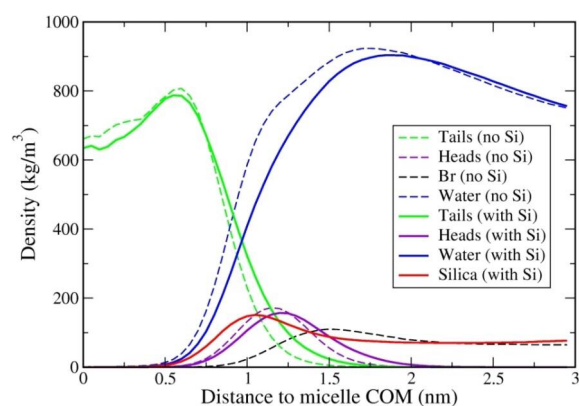 1000
800
600
400
200
0
Density (kg/m³)
Tails (no Si)
Heads (no Si)
Br (no Si)
Water (no Si)
Tails (with Si)
Heads (with Si)
Water (with Si)
Silica (with Si)
0 0.5 1 1.5 2 2.5 3
Distance to micelle COM (nm)